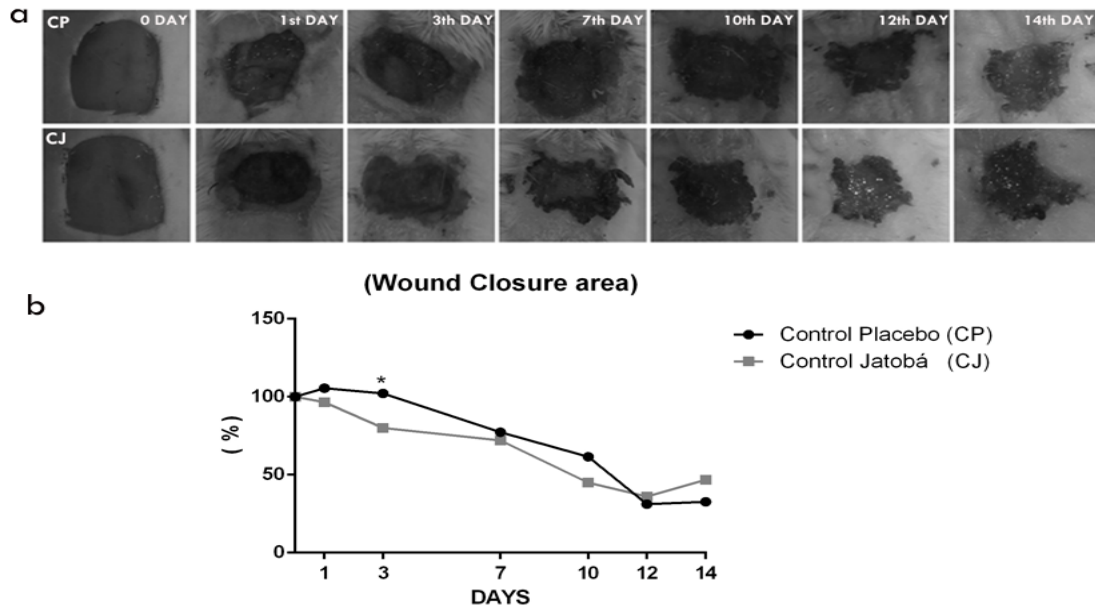 a
CP 0 DAY 1st DAY 3th DAY 7th DAY 10th DAY 12th DAY 14th DAY
CJ
b
(Wound Closure area)
(%)
150
100
50
0
*
1 3 7 10 12 14
DAYS
Control Placebo (CP)
Control Jatobá (CJ)